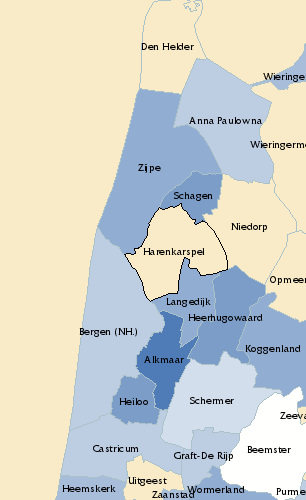 Den Helder
Wieringe
Anna Paulowna
Wieringerme
Zijpe
Schagen
Niedorp
Harenkarspel
Opmeer
Langedijk
Heerhugowaard
Bergen (NH.)
Koggenland
Alkmaar
Heiloo
Schermer
Zeeva
Castricum
Beemster
Graft-De Rijp
Uitgeest
Heemskerk
Wormerland
Purme
Zaanstad